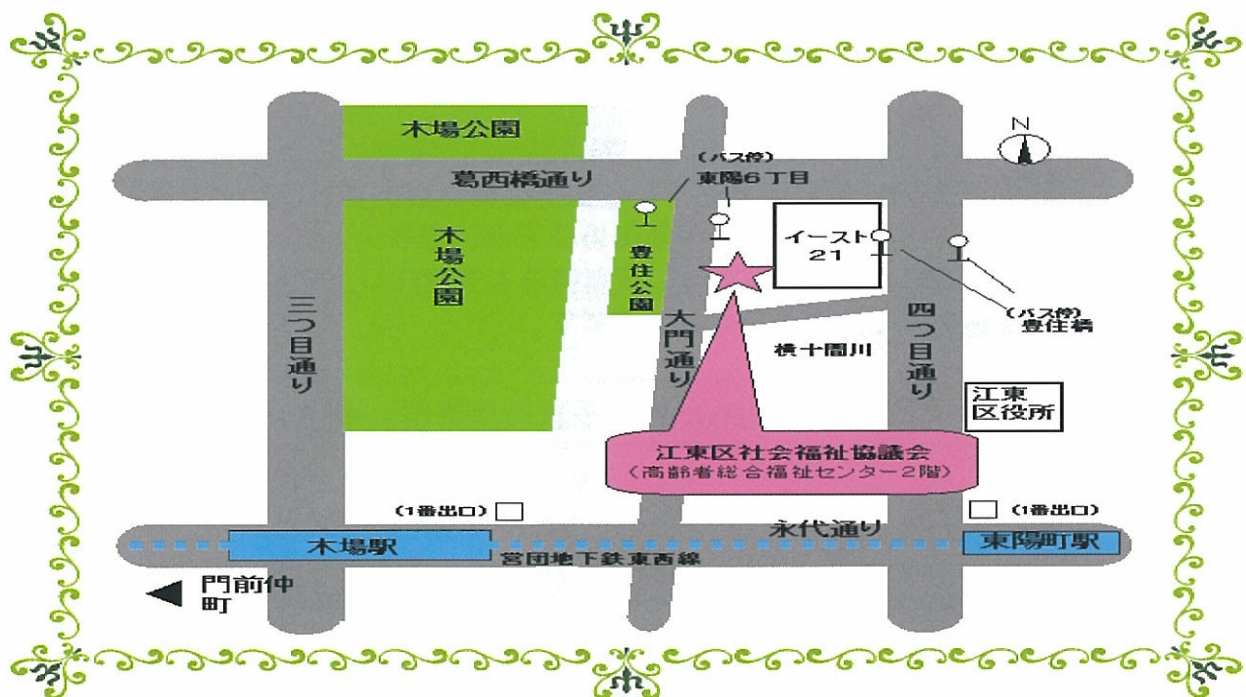 木場公園
N
(バス停)
東陽6丁目
葛西橋通り
木場公園
豊住公園
イースト
21
三つ目通り
大門通り
四つ目通り
(バス停)
豊住橋
横十間川
江東
区役所
江東区社会福祉協議会
(高齢者総合福祉センター2階)
(1番出口)
(1番出口)
永代通り
木場駅
東陽町駅
営団地下鉄東西線
門前仲
町